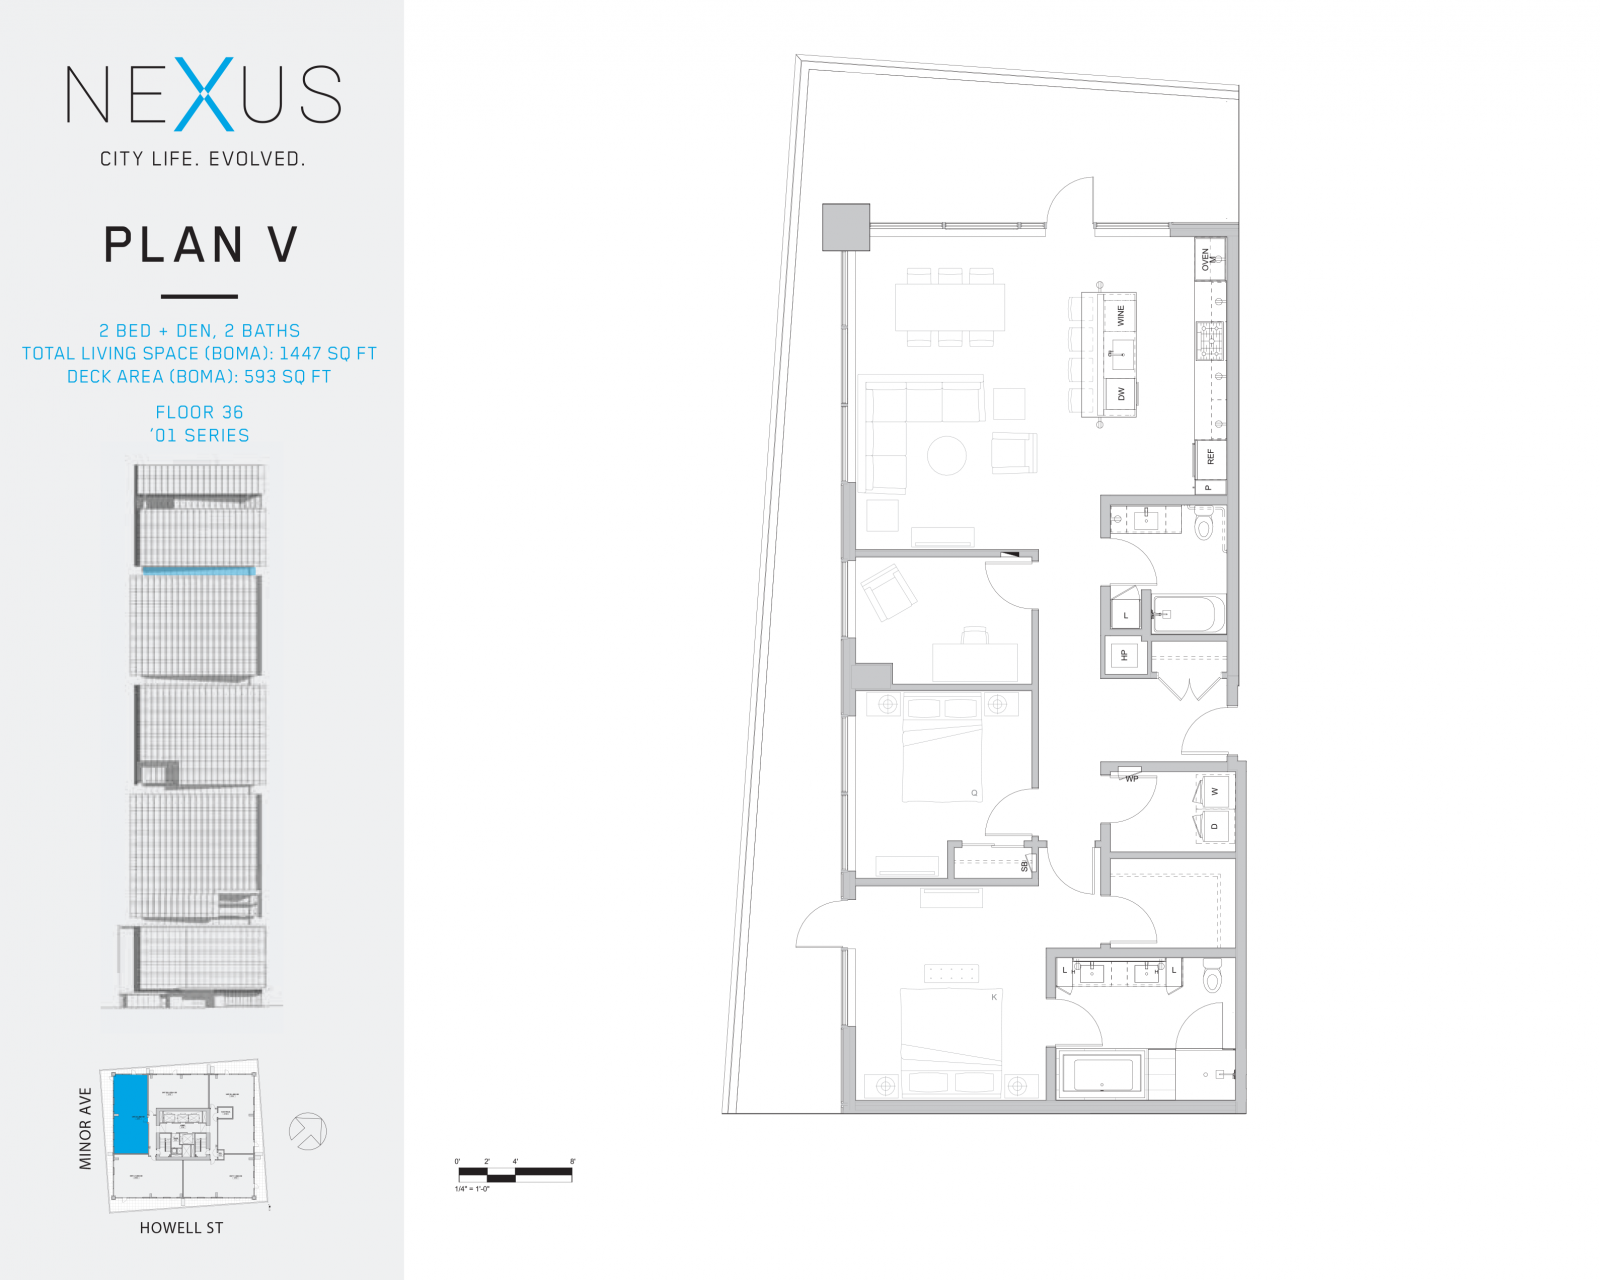 NEXUS
CITY LIFE. EVOLVED.
PLAN V
2 BED + DEN, 2 BATHS
TOTAL LIVING SPACE (BOMA): 1447 SQ FT
DECK AREA (BOMA): 593 SQ FT
FLOOR 36
‘01 SERIES
MINOR AVE
HOWELL ST
OVEN
M
WINE
DW
REF
P
L
HP
WP
W
D
Q
SB
K
L
L
0' 2' 4' 8'
1/4" = 1'-0"